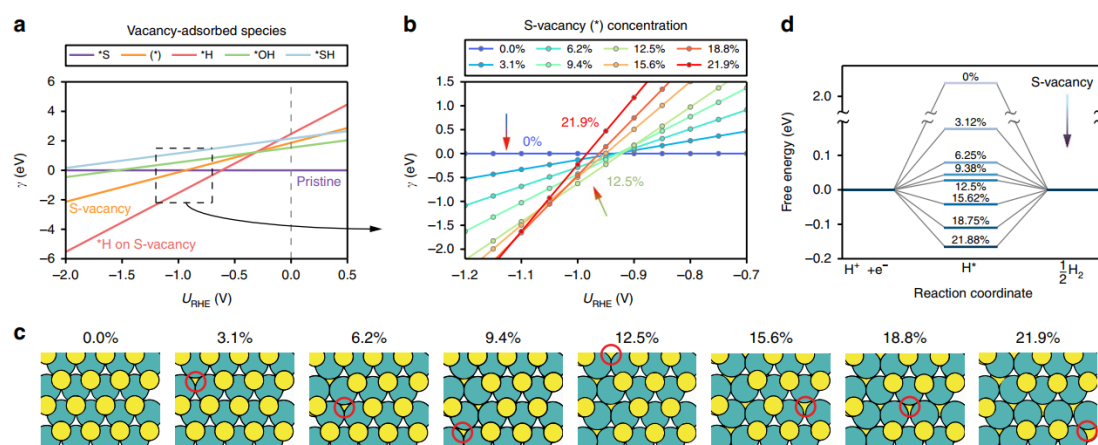 a
Vacancy-adsorbed species
*S (*) *H *OH *SH
6
4
2
0
−2
−4
−6
γ (eV)
Pristine
S-vacancy
*H on S-vacancy
−2.0 −1.5 −1.0 −0.5 0.0 0.5
U RHE (V)
b
S-vacancy (*) concentration
0.0% 6.2% 12.5% 18.8%
3.1% 9.4% 15.6% 21.9%
1.5
1.0
0.5
0.0
−0.5
−1.0
−1.5
−2.0
γ (eV)
21.9%
0%
12.5%
−1.2 −1.1 −1.0 −0.9 −0.8 −0.7
U RHE (V)
d
0%
S-vacancy
2.0
0.1
0.0
−0.1
−0.2
Free energy (eV)
3.12%
6.25%
9.38%
12.5%
15.62%
18.75%
21.88%
H⁺ +e⁻ H* ½H₂
Reaction coordinate
c
0.0% 3.1% 6.2% 9.4% 12.5% 15.6% 18.8% 21.9%